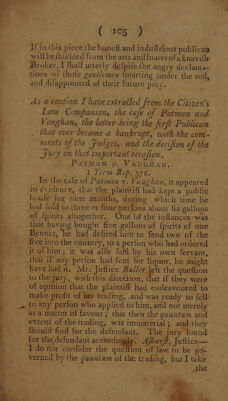 ( 105 )
If in this piece the honest and industrious publican
will be shielded from the arts and snares of a knavish
Broker, I shall utterly despise the angry declama-
tions of those gentlemen smarting under the rod,
and disappointed of their future prey.
As a caution I have extracted from the Citizen's
Law Companion, the case of Patman and
Vaughan, the latter being the first Publican
that ever became a bankrupt, with the com-
ments of the Judges, and the decision of the
Jury on that important occasion.
PATMAN v. VAUGHAN.
1 Term Rep. 572.
In the case of Patman v. Vaughan, it appeared
in evidence, that the plaintiff had kept a public
house for nine months, during which time he
had sold to three or four persons about six gallons
of spirits altogether. One of the instances was
that having bought five gallons of spirits of one
Bennet, he had desired him to send two of the
five into the country, to a person who had ordered
it of him; it was also said by his own servant,
that if any person had sent for liquor, he might
have had it. Mr. Justice Buller left the question
to the jury, with this direction, that if they were
of opinion that the plaintiff had endeavoured to
make profit of his trading, and was ready to sell
to any person who applied to him, and not merely
as a matter of favour; that then the quantum and
extent of the trading, was immaterial; and they
should find for the defendant. The jury found
for the defendant accordingly. Ashurst, Justice—
I do not consider the question of law to be go-
verned by the quantum of the trading, but I take
the